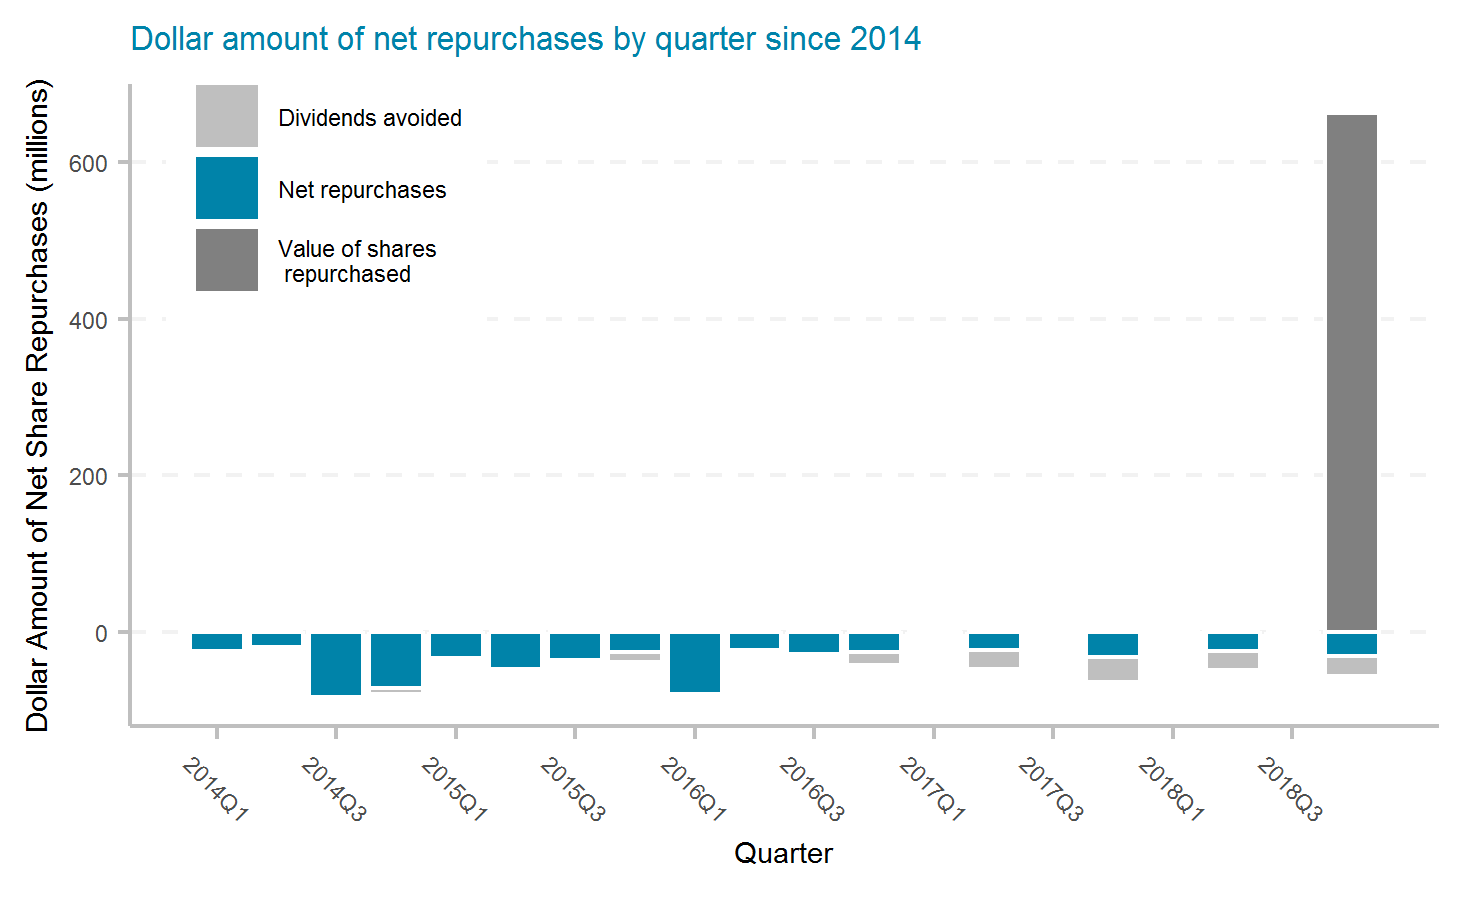 Dollar amount of net repurchases by quarter since 2014
Dollar Amount of Net Share Repurchases (millions)
Dividends avoided
Net repurchases
Value of shares
repurchased
600
400
200
0
2014Q1
2014Q3
2015Q1
2015Q3
2016Q1
2016Q3
2017Q1
2017Q3
2018Q1
2018Q3
Quarter